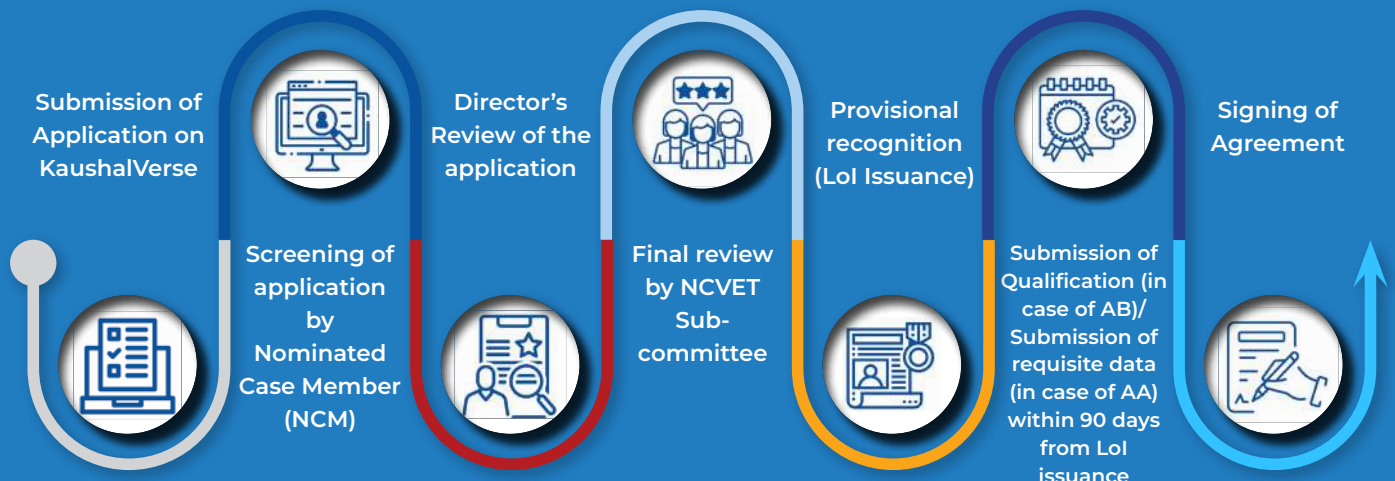 Submission of
Application on
KaushalVerse
Screening of
application
by
Nominated
Case Member
(NCM)
Director’s
Review of the
application
Final review
by NCVET
Sub-
committee
Provisional
recognition
(LoI Issuance)
Submission of
Qualification (in
case of AB)/
Submission of
requisite data
(in case of AA)
within 90 days
from LoI
issuance
Signing of
Agreement